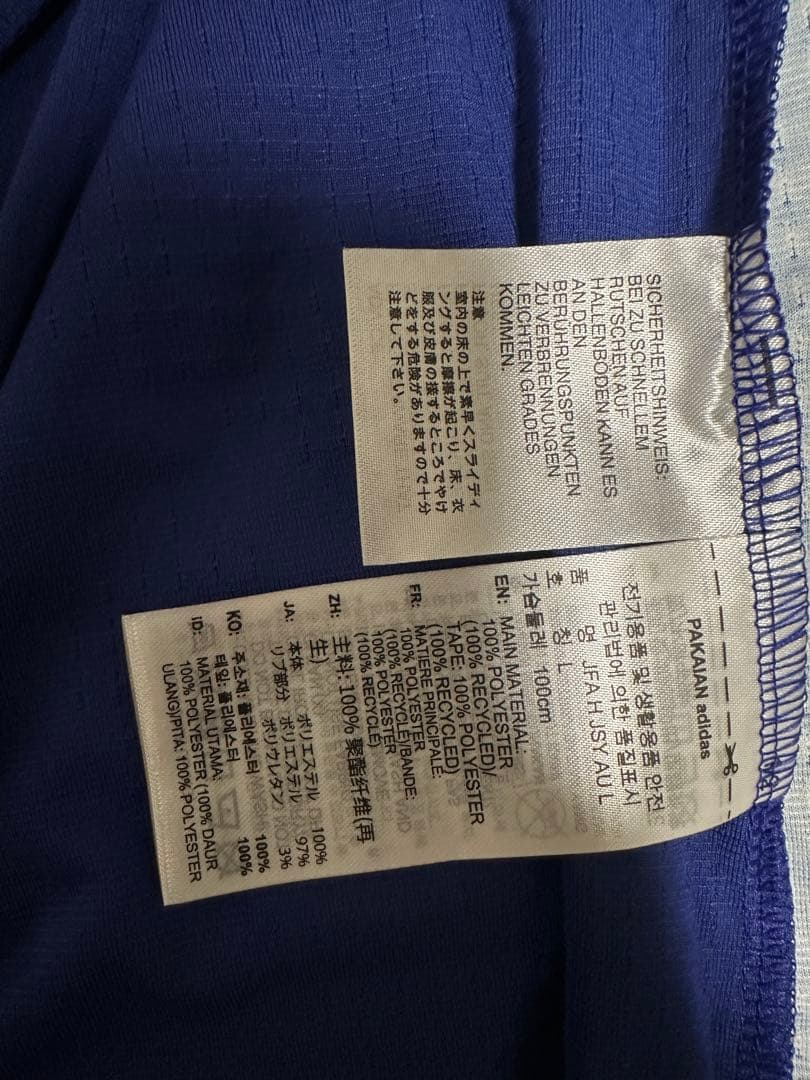 SICHERHEITSHINWEIS:
BEI ZU SCHNELLEM
RUTSCHEN AUF
HALLENBÖDEN KANN ES
AN DEN
BERÜHRUNGSPUNKTEN
ZU VERBRENNUNGEN
LEICHTEN GRADES
KOMMEN.
注意
室内の床の上で素早くスライディ
ングすると摩擦が起こり、床、衣
服及び皮膚の接するところでやけ
どをする危険がありますので十分
注意して下さい。
PAKAIAN adidas
전기용품 및 생활용품 안전
관리법에 의한 품질표시
품 명 JFA H JSY AU L
호 칭 L
가슴둘레 100cm
EN: MAIN MATERIAL:
100% POLYESTER
(100% RECYCLED)/
TAPE: 100% POLYESTER
(100% RECYCLED)
FR: MATIERE PRINCIPALE:
100% POLYESTER
(100% RECYCLE)/BANDE:
100% POLYESTER
(100% RECYCLE)
ZH: 主料: 100% 聚酯纤维(再
生)
JA: 本体 ポリエステル 100%
リブ部分 ポリエステル 97%
ポリウレタン 3%
KO: 주소재: 폴리에스터 100%
테잎: 폴리에스터 100%
ID: MATERIAL UTAMA:
100% POLYESTER (100% DAUR
ULANG)/PITA: 100% POLYESTER